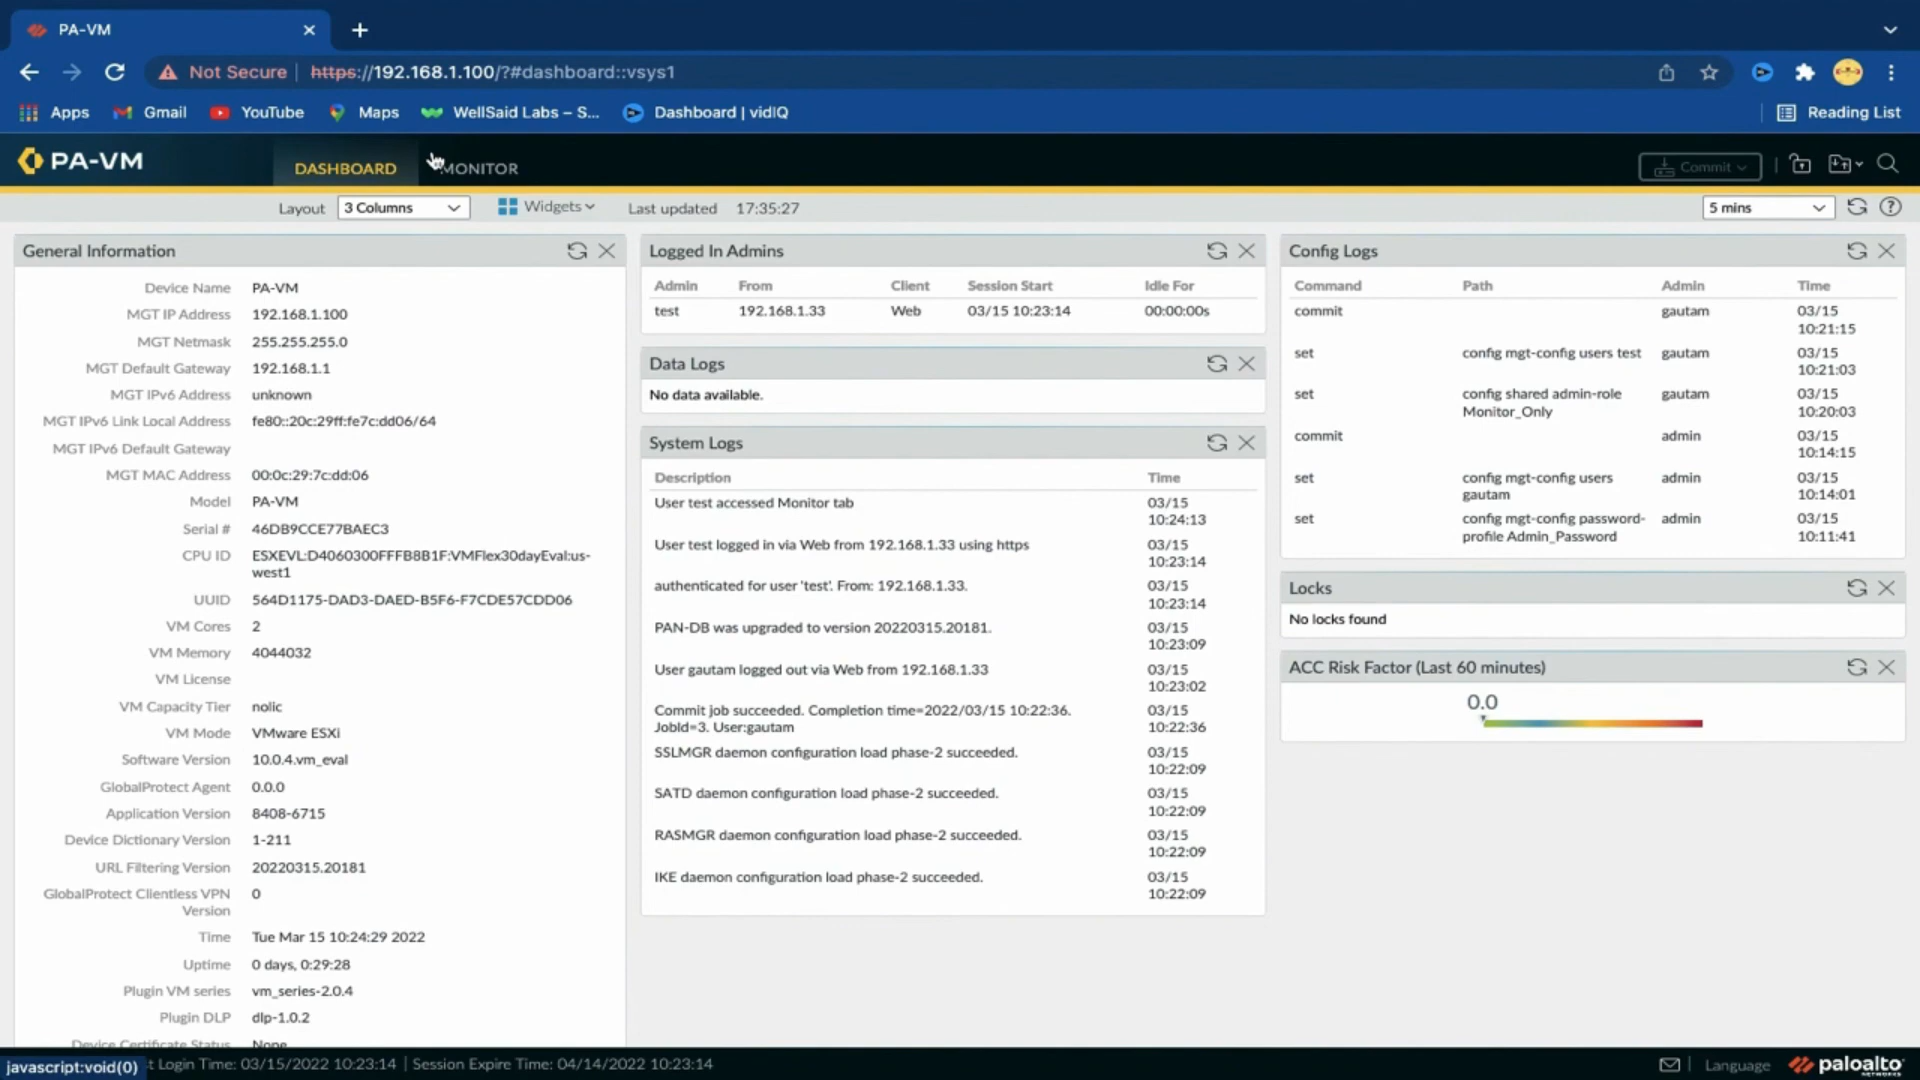 PA-VM
Not Secure https://192.168.1.100/?#dashboard::vsys1
Apps Gmail YouTube Maps WellSaid Labs – S... Dashboard | vidIQ Reading List
PA-VM DASHBOARD MONITOR Commit
Layout 3 Columns Widgets Last updated 17:35:27 5 mins
General Information
Device Name PA-VM
MGT IP Address 192.168.1.100
MGT Netmask 255.255.255.0
MGT Default Gateway 192.168.1.1
MGT IPv6 Address unknown
MGT IPv6 Link Local Address fe80::20c:29ff:fe7c:dd06/64
MGT IPv6 Default Gateway
MGT MAC Address 00:0c:29:7c:dd:06
Model PA-VM
Serial # 46DB9CCE77BAEC3
CPU ID ESXEVL:D4060300FFFB8B1F:VMFlex30dayEval:us-
west1
UUID 564D1175-DAD3-DAED-B5F6-F7CDE57CDD06
VM Cores 2
VM Memory 4044032
VM License
VM Capacity Tier nolic
VM Mode VMware ESXi
Software Version 10.0.4.vm_eval
GlobalProtect Agent 0.0.0
Application Version 8408-6715
Device Dictionary Version 1-211
URL Filtering Version 20220315.20181
GlobalProtect Clientless VPN 0
Version
Time Tue Mar 15 10:24:29 2022
Uptime 0 days, 0:29:28
Plugin VM series vm_series-2.0.4
Plugin DLP dlp-1.0.2
Device Certificate Status None
Logged In Admins
Admin From Client Session Start Idle For
test 192.168.1.33 Web 03/15 10:23:14 00:00:00s
Data Logs
No data available.
System Logs
Description Time
User test accessed Monitor tab 03/15
10:24:13
User test logged in via Web from 192.168.1.33 using https 03/15
10:23:14
authenticated for user 'test'. From: 192.168.1.33. 03/15
10:23:14
PAN-DB was upgraded to version 20220315.20181. 03/15
10:23:09
User gautam logged out via Web from 192.168.1.33 03/15
10:23:02
Commit job succeeded. Completion time=2022/03/15 10:22:36. 03/15
JobId=3. User:gautam 10:22:36
SSLMGR daemon configuration load phase-2 succeeded. 03/15
10:22:09
SATD daemon configuration load phase-2 succeeded. 03/15
10:22:09
RASMGR daemon configuration load phase-2 succeeded. 03/15
10:22:09
IKE daemon configuration load phase-2 succeeded. 03/15
10:22:09
Config Logs
Command Path Admin Time
commit gautam 03/15
10:21:15
set config mgt-config users test gautam 03/15
10:21:03
set config shared admin-role gautam 03/15
Monitor_Only 10:20:03
commit admin 03/15
10:14:15
set config mgt-config users admin 03/15
gautam 10:14:01
set config mgt-config password- admin 03/15
profile Admin_Password 10:11:41
Locks
No locks found
ACC Risk Factor (Last 60 minutes)
0.0
javascript:void(0) t Login Time: 03/15/2022 10:23:14 | Session Expire Time: 04/14/2022 10:23:14 Language paloalto
NETWORKS